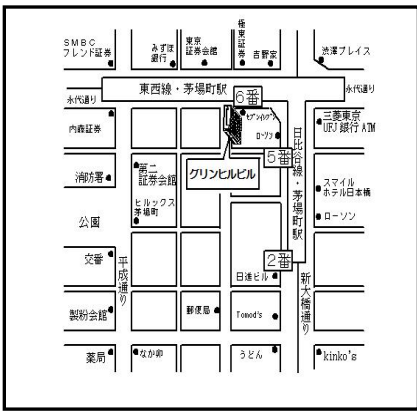 SMBC
フレンド証券
みずほ
銀行
東京
証券会館
極東証券
吉野家
渋澤プレイス
東西線・茅場町駅
永代通り
6番
永代通り
内藤証券
セブンイレブン
ローソン
三菱東京
UFJ銀行ATM
日比谷線・茅場町駅
5番
消防署
第二
証券会館
グリンヒルビル
スマイル
ホテル日本橋
ヒルックス
茅場町
ローソン
公園
2番
交番
平成通り
日進ビル
新大橋通り
製粉会館
郵便局
Tomod's
薬局
なか卯
うどん
kinko's